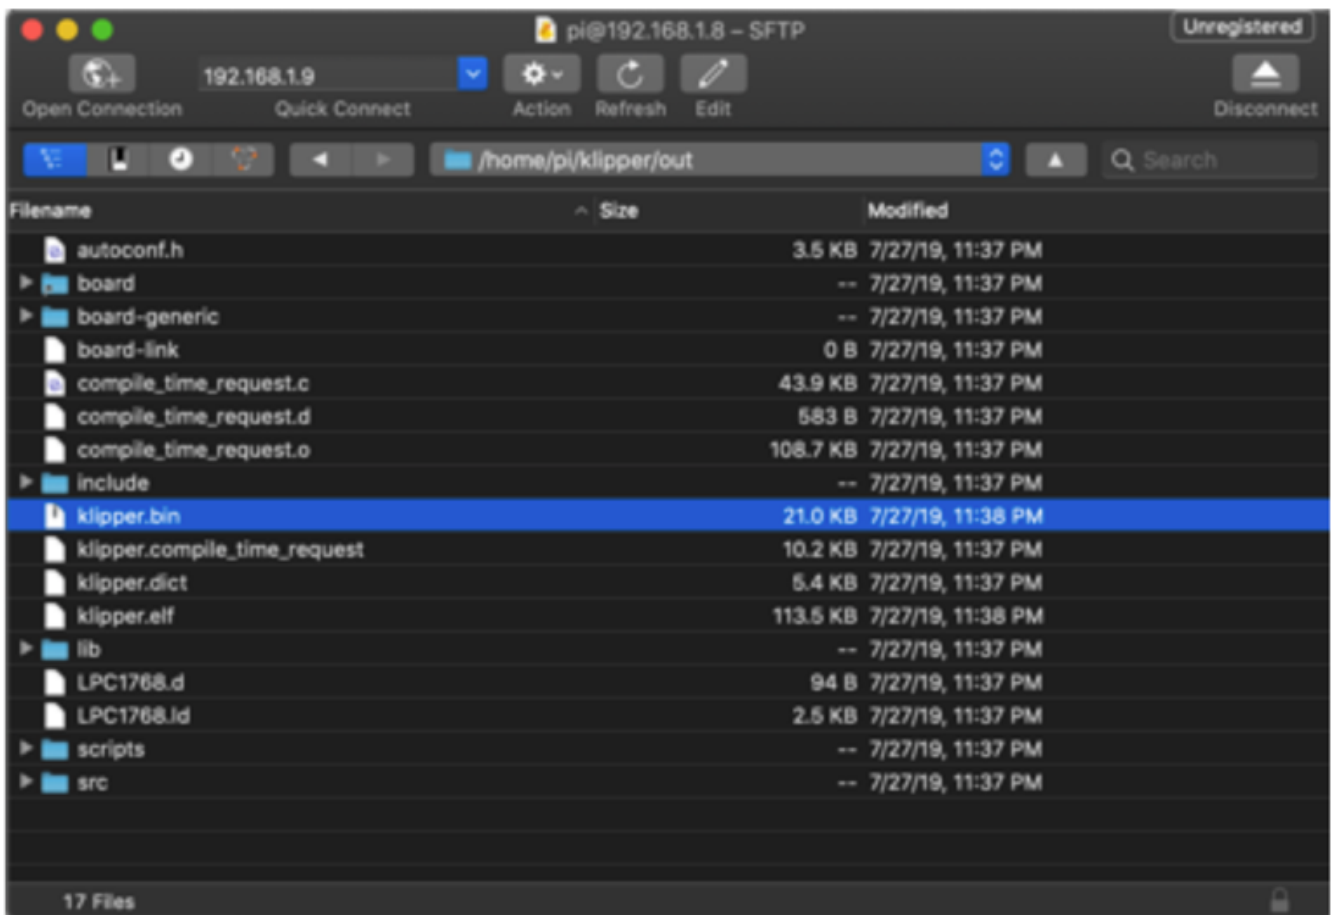 pi@192.168.1.8 – SFTP Unregistered
192.168.1.9
Open Connection Quick Connect Action Refresh Edit Disconnect
/home/pi/klipper/out Search
Filename Size Modified
autoconf.h 3.5 KB 7/27/19, 11:37 PM
board -- 7/27/19, 11:37 PM
board-generic -- 7/27/19, 11:37 PM
board-link 0 B 7/27/19, 11:37 PM
compile_time_request.c 43.9 KB 7/27/19, 11:37 PM
compile_time_request.d 583 B 7/27/19, 11:37 PM
compile_time_request.o 108.7 KB 7/27/19, 11:37 PM
include -- 7/27/19, 11:37 PM
klipper.bin 21.0 KB 7/27/19, 11:38 PM
klipper.compile_time_request 10.2 KB 7/27/19, 11:37 PM
klipper.dict 5.4 KB 7/27/19, 11:37 PM
klipper.elf 113.5 KB 7/27/19, 11:38 PM
lib -- 7/27/19, 11:37 PM
LPC1768.d 94 B 7/27/19, 11:37 PM
LPC1768.ld 2.5 KB 7/27/19, 11:37 PM
scripts -- 7/27/19, 11:37 PM
src -- 7/27/19, 11:37 PM
17 Files